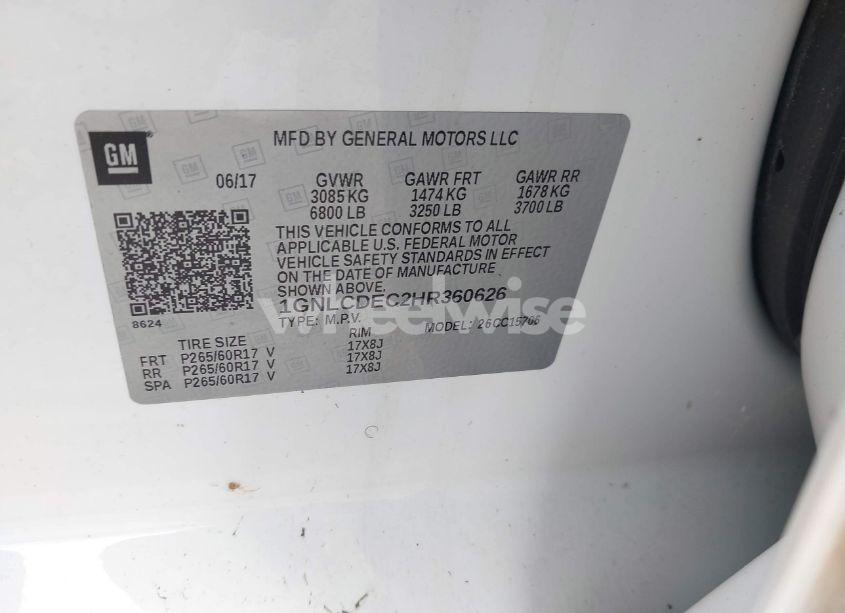 GM
MFD BY GENERAL MOTORS LLC
06/17 GVWR GAWR FRT GAWR RR
3085 KG 1474 KG 1678 KG
6800 LB 3250 LB 3700 LB
THIS VEHICLE CONFORMS TO ALL
APPLICABLE U.S. FEDERAL MOTOR
VEHICLE SAFETY STANDARDS IN EFFECT
ON THE DATE OF MANUFACTURE
SHOWN ABOVE.
1GNLCDEC2HR360626
8624
TYPE: M.P.V. MODEL: 26CC15706
TIRE SIZE RIM
FRT P265/60R17 V 17X8J
RR P265/60R17 V 17X8J
SPA P265/60R17 V 17X8J
wheelwise